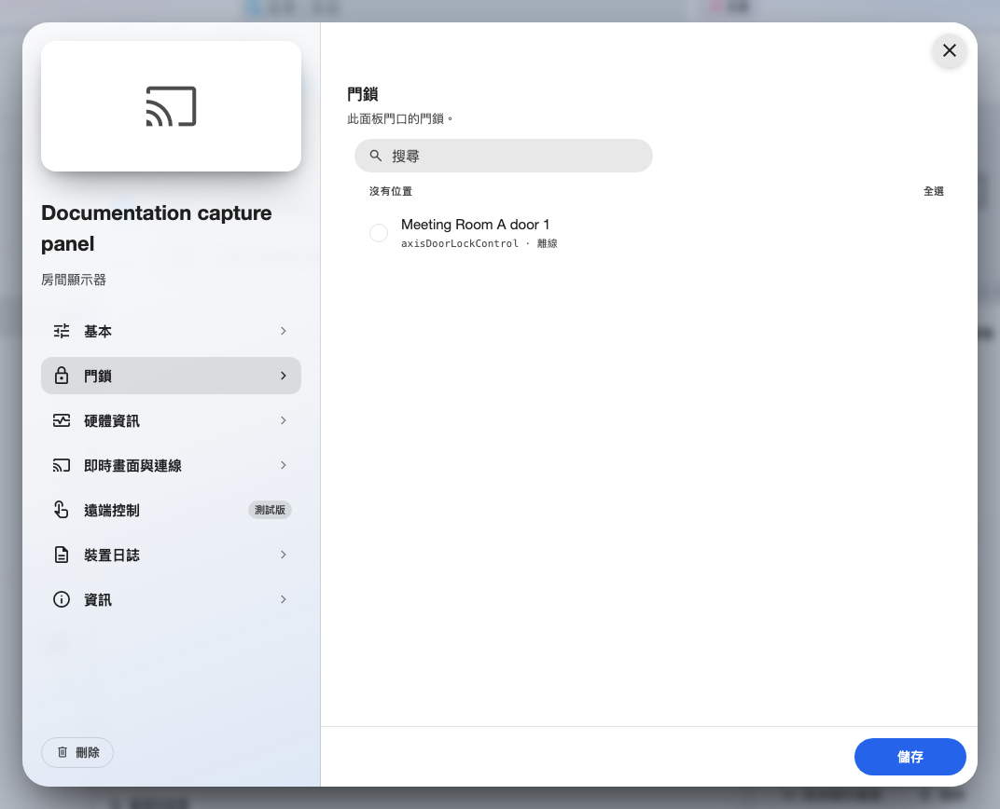 Documentation capture
panel
房間顯示器
基本
門鎖
硬體資訊
即時畫面與連線
遠端控制 測試版
裝置日誌
資訊
刪除
門鎖
此面板門口的門鎖。
搜尋
沒有位置 全選
Meeting Room A door 1
axisDoorLockControl · 離線
儲存